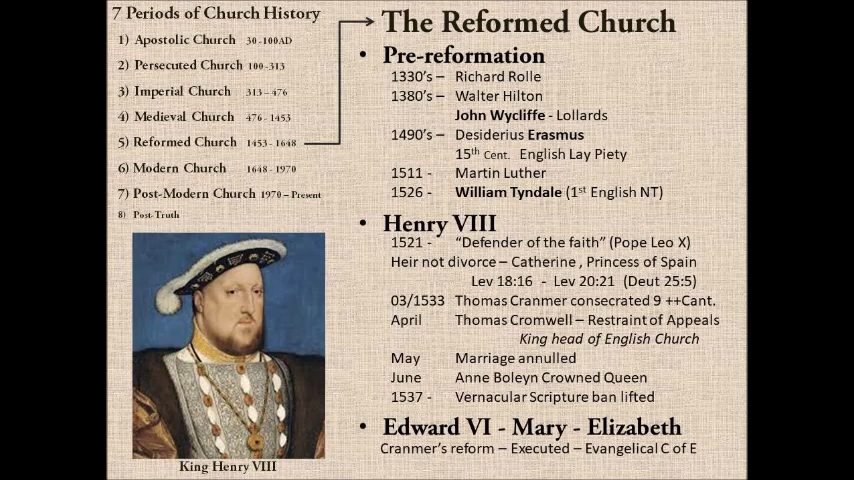 7 Periods of Church History
1) Apostolic Church 30-100AD
2) Persecuted Church 100-313
3) Imperial Church 313 – 476
4) Medieval Church 476 - 1453
5) Reformed Church 1453 - 1648
6) Modern Church 1648 - 1970
7) Post-Modern Church 1970 – Present
8) Post-Truth
King Henry VIII
The Reformed Church
• Pre-reformation
1330's – Richard Rolle
1380's – Walter Hilton
John Wycliffe - Lollards
1490's – Desiderius Erasmus
15th Cent. English Lay Piety
1511 - Martin Luther
1526 - William Tyndale (1st English NT)
• Henry VIII
1521 - “Defender of the faith” (Pope Leo X)
Heir not divorce – Catherine , Princess of Spain
Lev 18:16 - Lev 20:21 (Deut 25:5)
03/1533 Thomas Cranmer consecrated 9 ++Cant.
April Thomas Cromwell – Restraint of Appeals
King head of English Church
May Marriage annulled
June Anne Boleyn Crowned Queen
1537 - Vernacular Scripture ban lifted
• Edward VI - Mary - Elizabeth
Cranmer's reform – Executed – Evangelical C of E